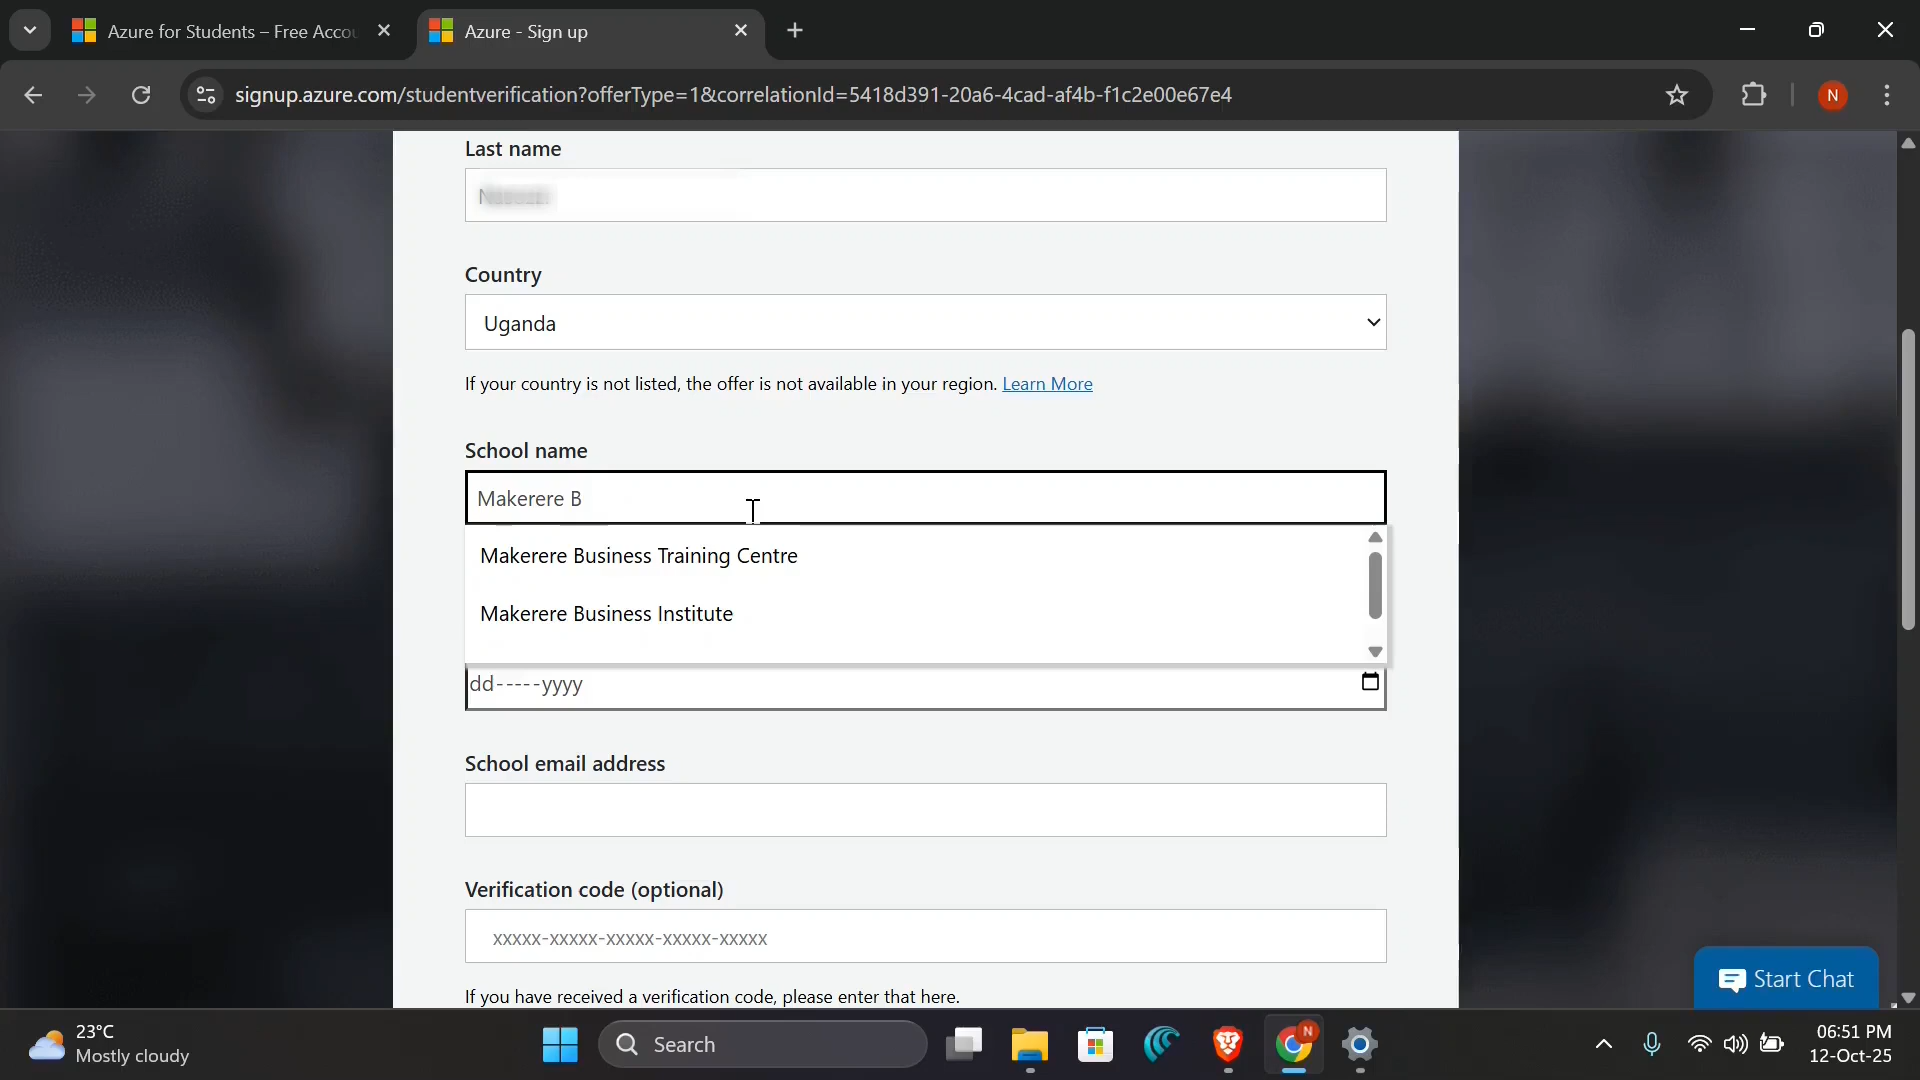 Azure for Students – Free Accou
Azure - Sign up
signup.azure.com/studentverification?offerType=1&correlationId=5418d391-20a6-4cad-af4b-f1c2e00e67e4
N
Last name
Country
Uganda
If your country is not listed, the offer is not available in your region. Learn More
School name
Makerere B
Makerere Business Training Centre
Makerere Business Institute
dd-----yyyy
School email address
Verification code (optional)
xxxxx-xxxxx-xxxxx-xxxxx-xxxxx
If you have received a verification code, please enter that here.
Start Chat
23°C
Mostly cloudy
Search
N
06:51 PM
12-Oct-25